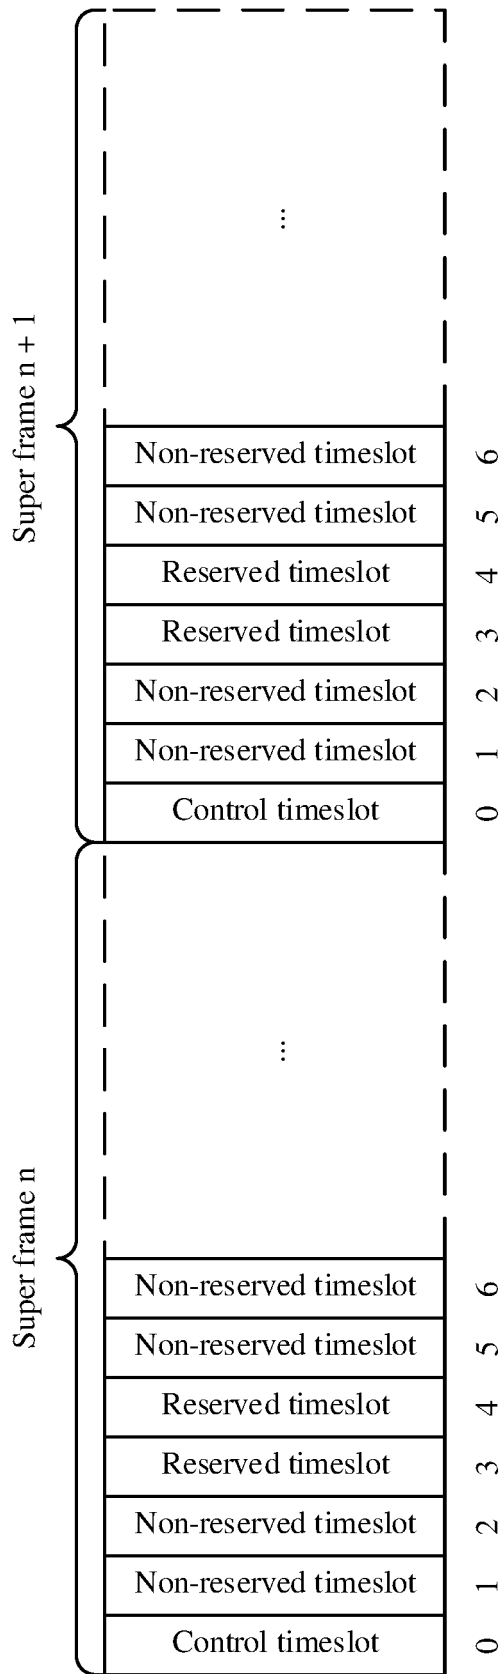 Super frame n + 1
...
Non-reserved timeslot 6
Non-reserved timeslot 5
Reserved timeslot 4
Reserved timeslot 3
Non-reserved timeslot 2
Non-reserved timeslot 1
Control timeslot 0
Super frame n
...
Non-reserved timeslot 6
Non-reserved timeslot 5
Reserved timeslot 4
Reserved timeslot 3
Non-reserved timeslot 2
Non-reserved timeslot 1
Control timeslot 0